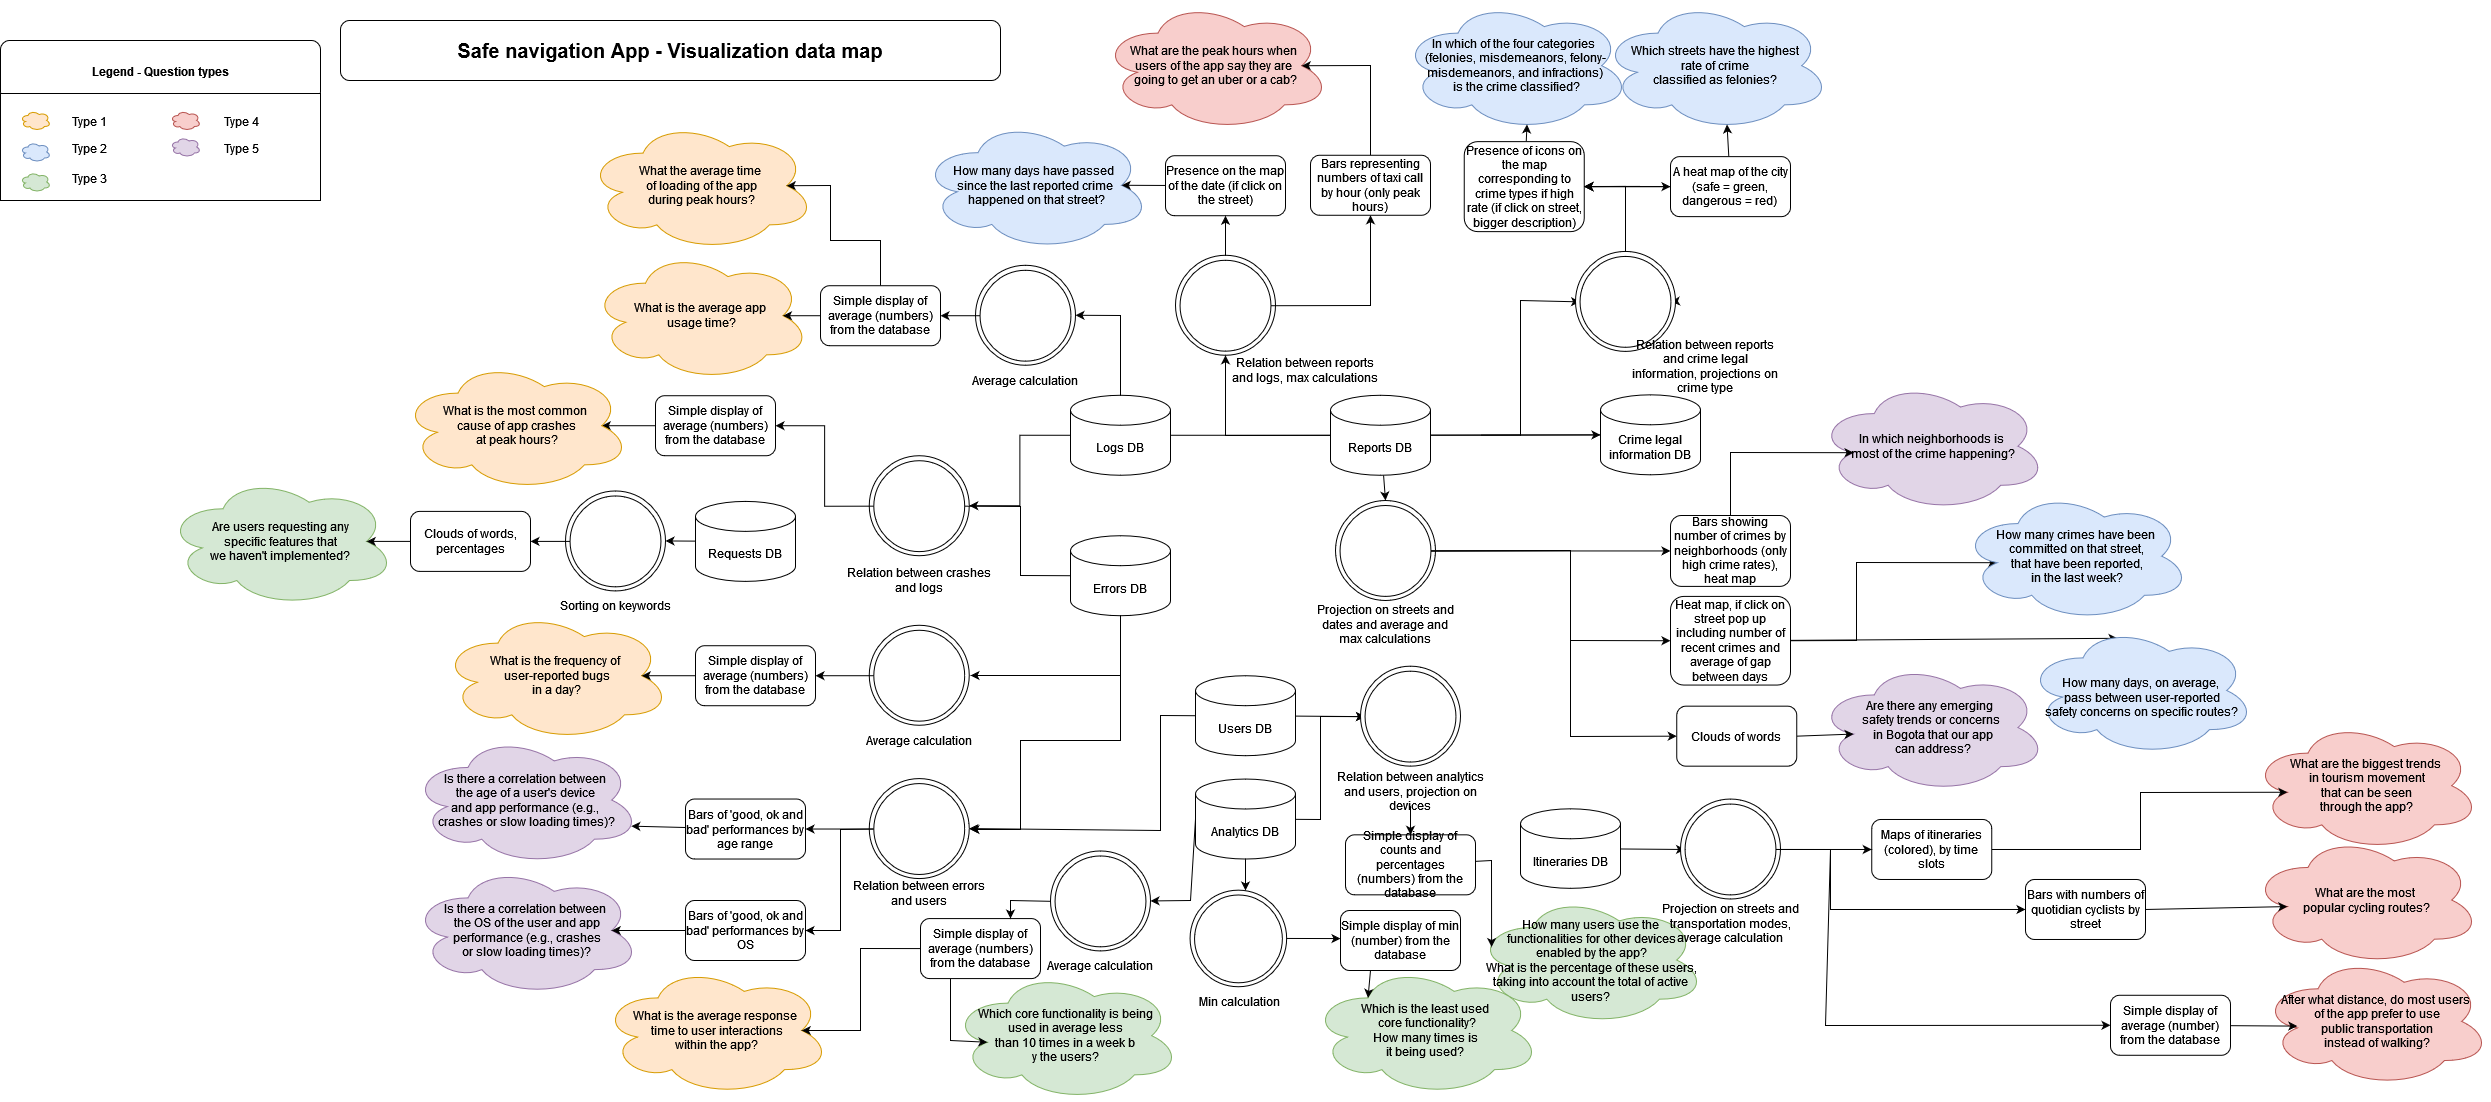 Safe navigation App - Visualization data map
Legend - Question types
Type 1
Type 4
Type 2
Type 5
Type 3
What are the peak hours when
users of the app say they are
going to get an uber or a cab?
In which of the four categories
(felonies, misdemeanors, felony-
misdemeanors, and infractions)
is the crime classified?
Which streets have the highest
rate of crime
classified as felonies?
What the average time
of loading of the app
during peak hours?
How many days have passed
since the last reported crime
happened on that street?
Presence on the map
of the date (if click on
the street)
Bars representing
numbers of taxi call
by hour (only peak
hours)
Presence of icons on
the map
corresponding to
crime types if high
rate (if click on street,
bigger description)
A heat map of the city
(safe = green,
dangerous = red)
What is the average app
usage time?
Simple display of
average (numbers)
from the database
Average calculation
Relation between reports
and logs, max calculations
Relation between reports
and crime legal
information, projections on
crime type
What is the most common
cause of app crashes
at peak hours?
Simple display of
average (numbers)
from the database
Logs DB
Reports DB
Crime legal
information DB
In which neighborhoods is
most of the crime happening?
Are users requesting any
specific features that
we haven't implemented?
Clouds of words,
percentages
Sorting on keywords
Requests DB
Relation between crashes
and logs
Errors DB
Projection on streets and
dates and average and
max calculations
Bars showing
number of crimes by
neighborhoods (only
high crime rates),
heat map
How many crimes have been
committed on that street,
that have been reported,
in the last week?
Heat map, if click on
street pop up
including number of
recent crimes and
average of gap
between days
How many days, on average,
pass between user-reported
safety concerns on specific routes?
What is the frequency of
user-reported bugs
in a day?
Simple display of
average (numbers)
from the database
Average calculation
Users DB
Relation between analytics
and users, projection on
devices
Clouds of words
Are there any emerging
safety trends or concerns
in Bogota that our app
can address?
Is there a correlation between
the age of a user's device
and app performance (e.g.,
crashes or slow loading times)?
Bars of 'good, ok and
bad' performances by
age range
Relation between errors
and users
Analytics DB
Simple display of
counts and
percentages
(numbers) from the
database
Itineraries DB
Projection on streets and
transportation modes,
average calculation
Maps of itineraries
(colored), by time
slots
What are the biggest trends
in tourism movement
that can be seen
through the app?
Is there a correlation between
the OS of the user and app
performance (e.g., crashes
or slow loading times)?
Bars of 'good, ok and
bad' performances by
OS
Simple display of
average (numbers)
from the database
Average calculation
Min calculation
Simple display of min
(number) from the
database
How many users use the
functionalities for other devices
enabled by the app?
What is the percentage of these users,
taking into account the total of active
users?
Bars with numbers of
quotidian cyclists by
street
What are the most
popular cycling routes?
What is the average response
time to user interactions
within the app?
Which core functionality is being
used in average less
than 10 times in a week b
y the users?
Which is the least used
core functionality?
How many times is
it being used?
Simple display of
average (number)
from the database
After what distance, do most users
of the app prefer to use
public transportation
instead of walking?